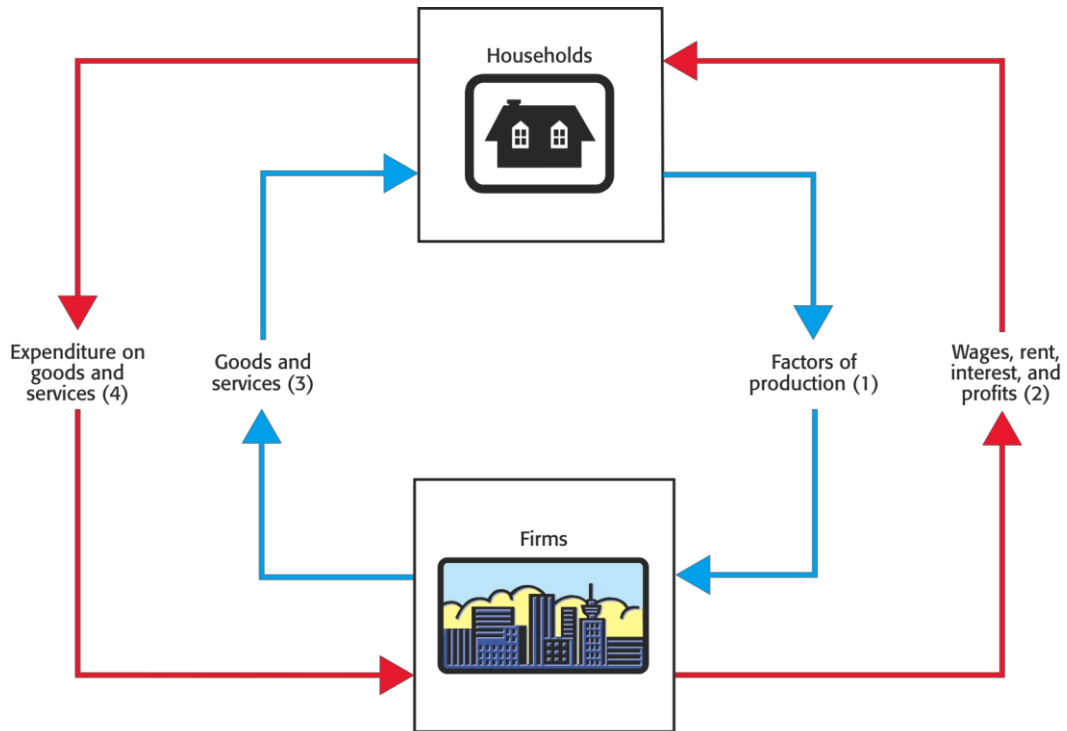 Households
Expenditure on
goods and
services (4)
Goods and
services (3)
Factors of
production (1)
Wages, rent,
interest, and
profits (2)
Firms